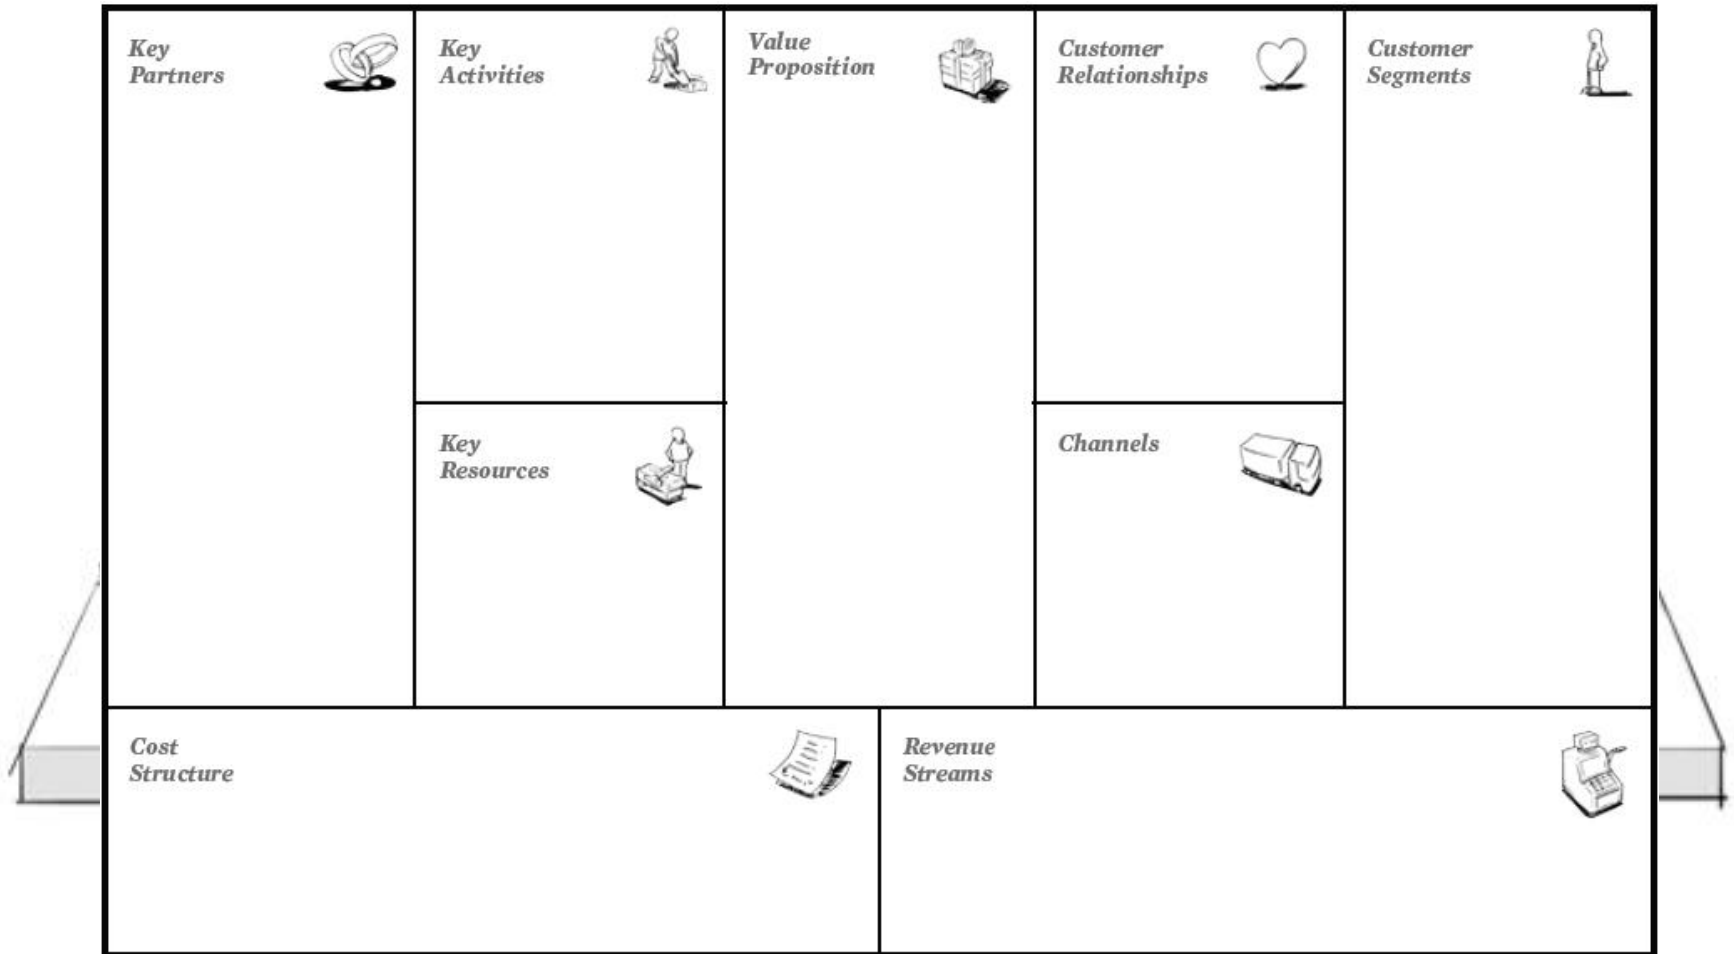 Key
Partners
Key
Activities
Value
Proposition
Customer
Relationships
Customer
Segments
Key
Resources
Channels
Cost
Structure
Revenue
Streams